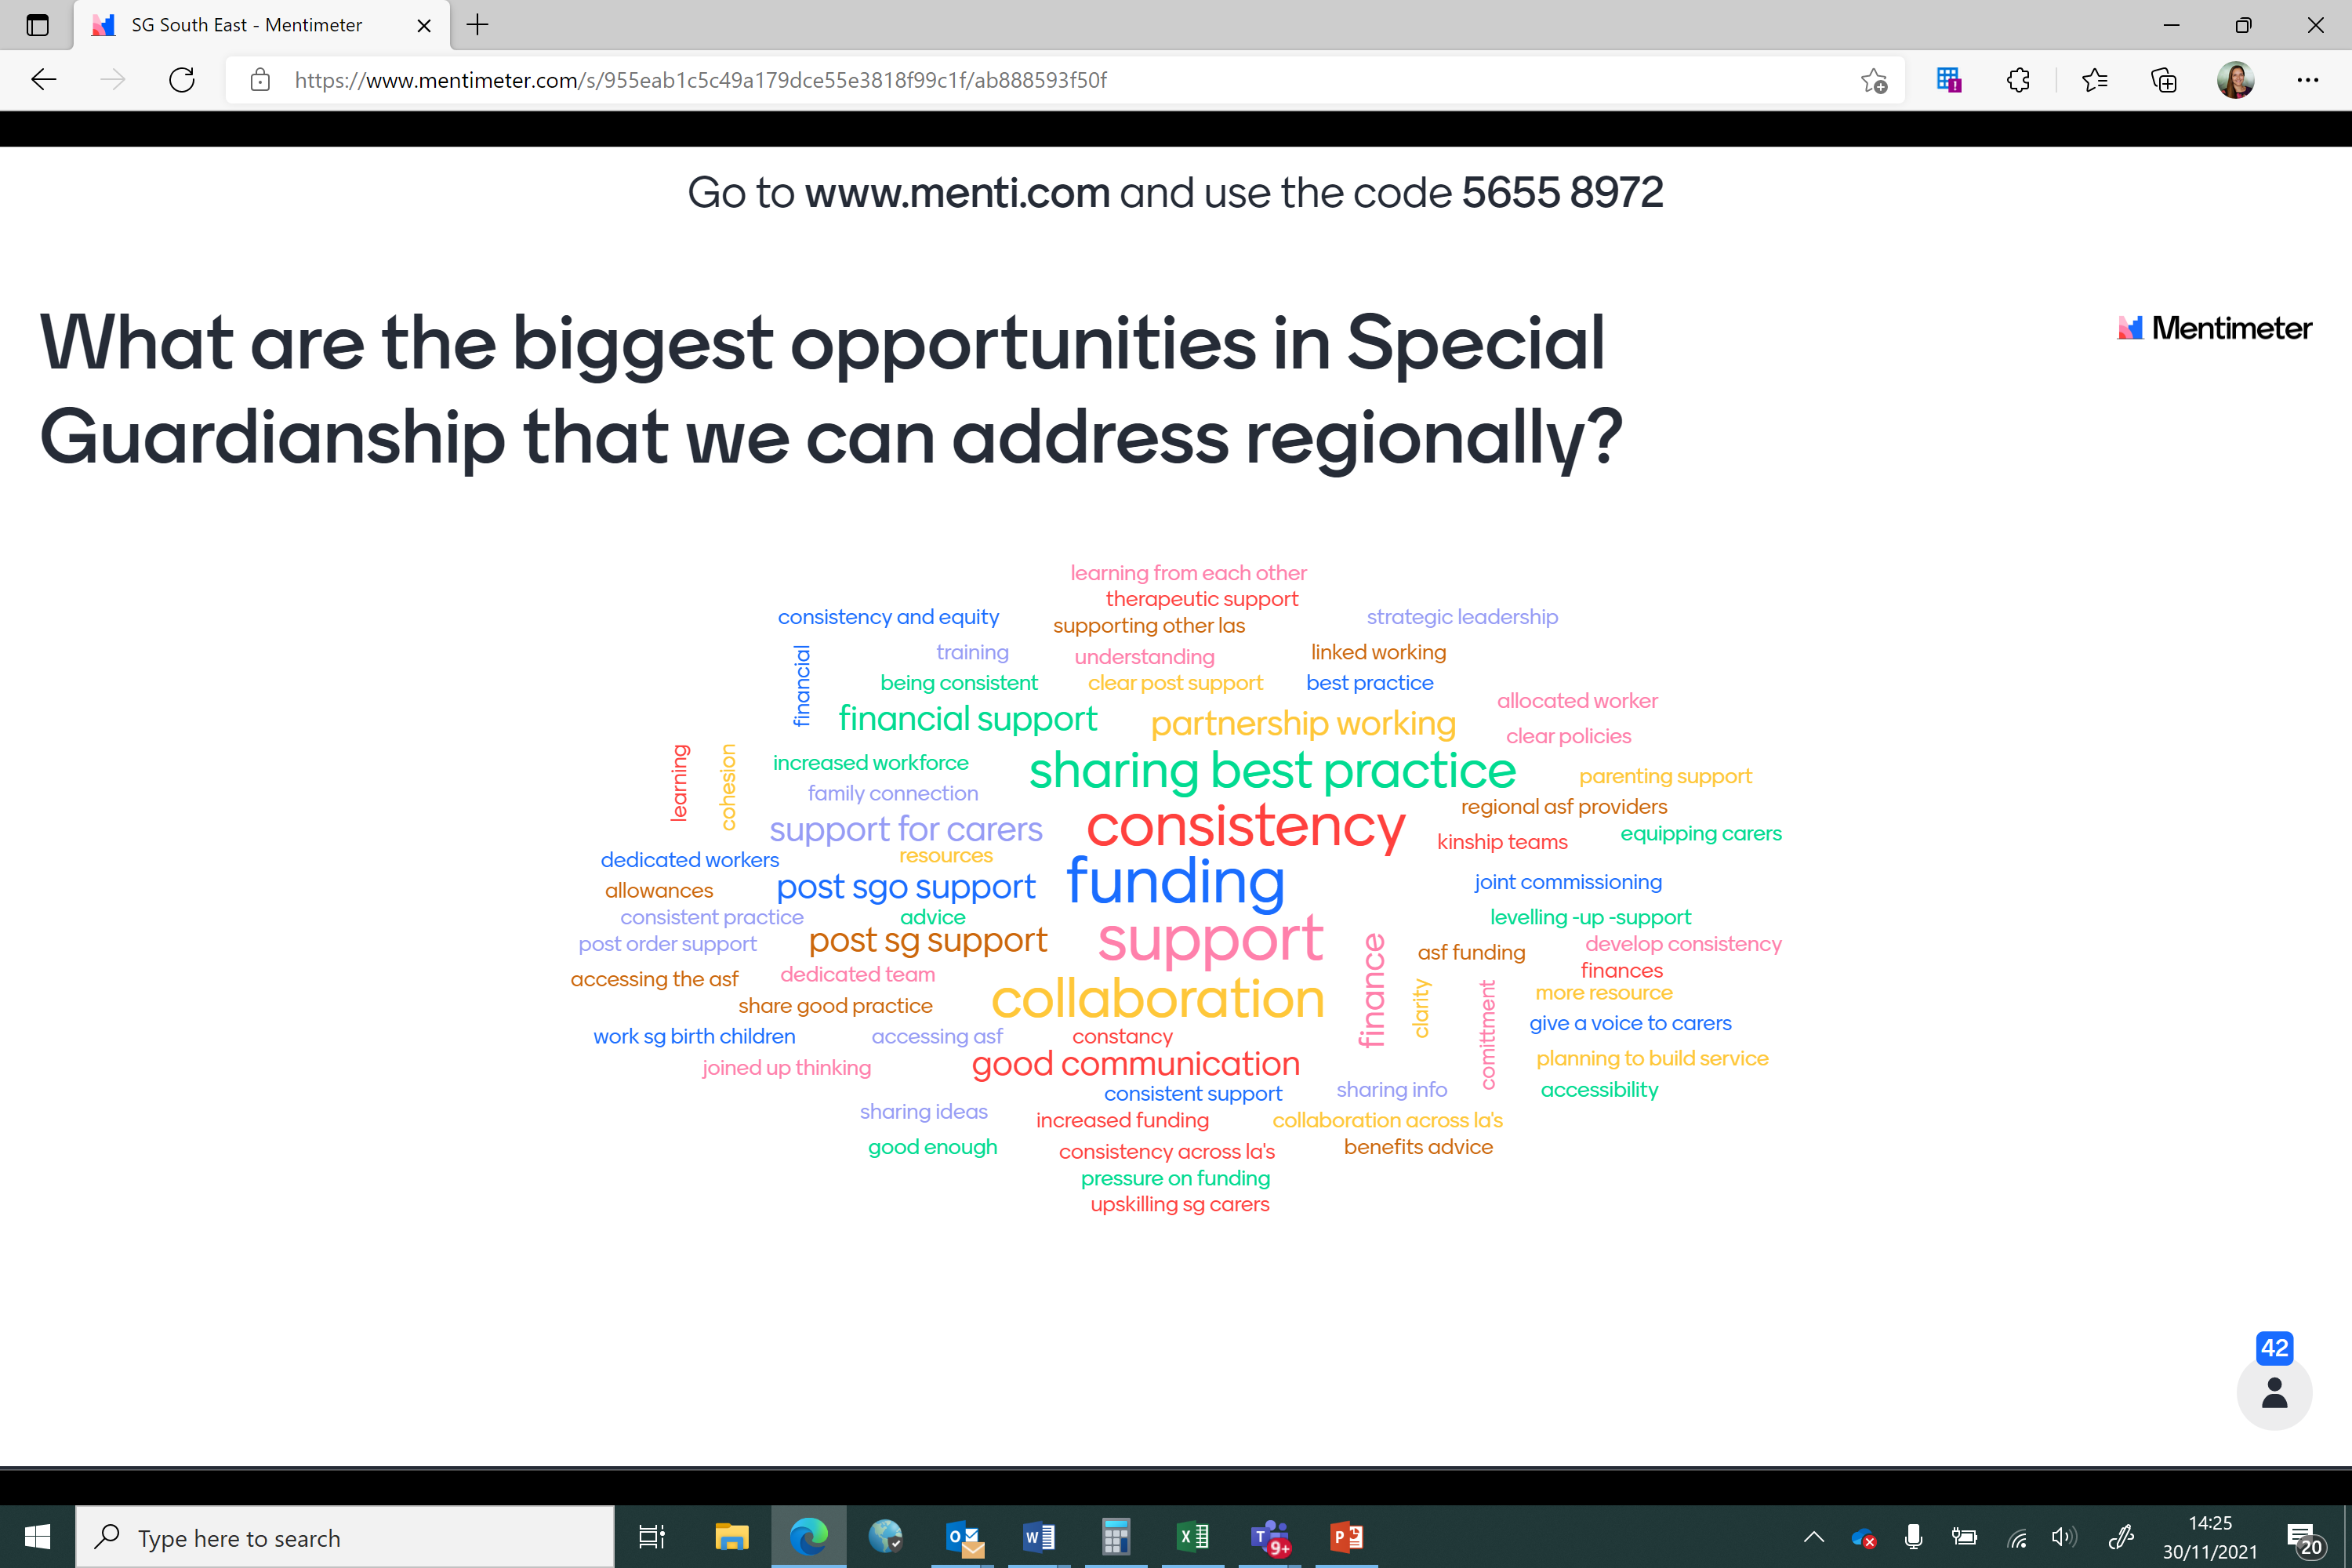 SG South East - Mentimeter
https://www.mentimeter.com/s/955eab1c5c49a179dce55e3818f99c1f/ab888593f50f
Go to www.menti.com and use the code 5655 8972
What are the biggest opportunities in Special
Guardianship that we can address regionally?
Mentimeter
learning from each other
therapeutic support
consistency and equity
supporting other las
strategic leadership
financial
training
understanding
linked working
being consistent
clear post support
best practice
allocated worker
financial support
partnership working
clear policies
learning
cohesion
increased workforce
sharing best practice
parenting support
family connection
regional asf providers
support for carers
consistency
kinship teams
equipping carers
dedicated workers
resources
allowances
post sgo support
funding
joint commissioning
consistent practice
advice
levelling -up -support
post order support
post sg support
support
finance
asf funding
develop consistency
accessing the asf
dedicated team
finances
share good practice
collaboration
clarity
comittment
more resource
work sg birth children
accessing asf
constancy
give a voice to carers
joined up thinking
good communication
planning to build service
consistent support
sharing info
accessibility
sharing ideas
increased funding
collaboration across la's
good enough
consistency across la's
benefits advice
pressure on funding
upskilling sg carers
42
Type here to search
9+
14:25
30/11/2021
20